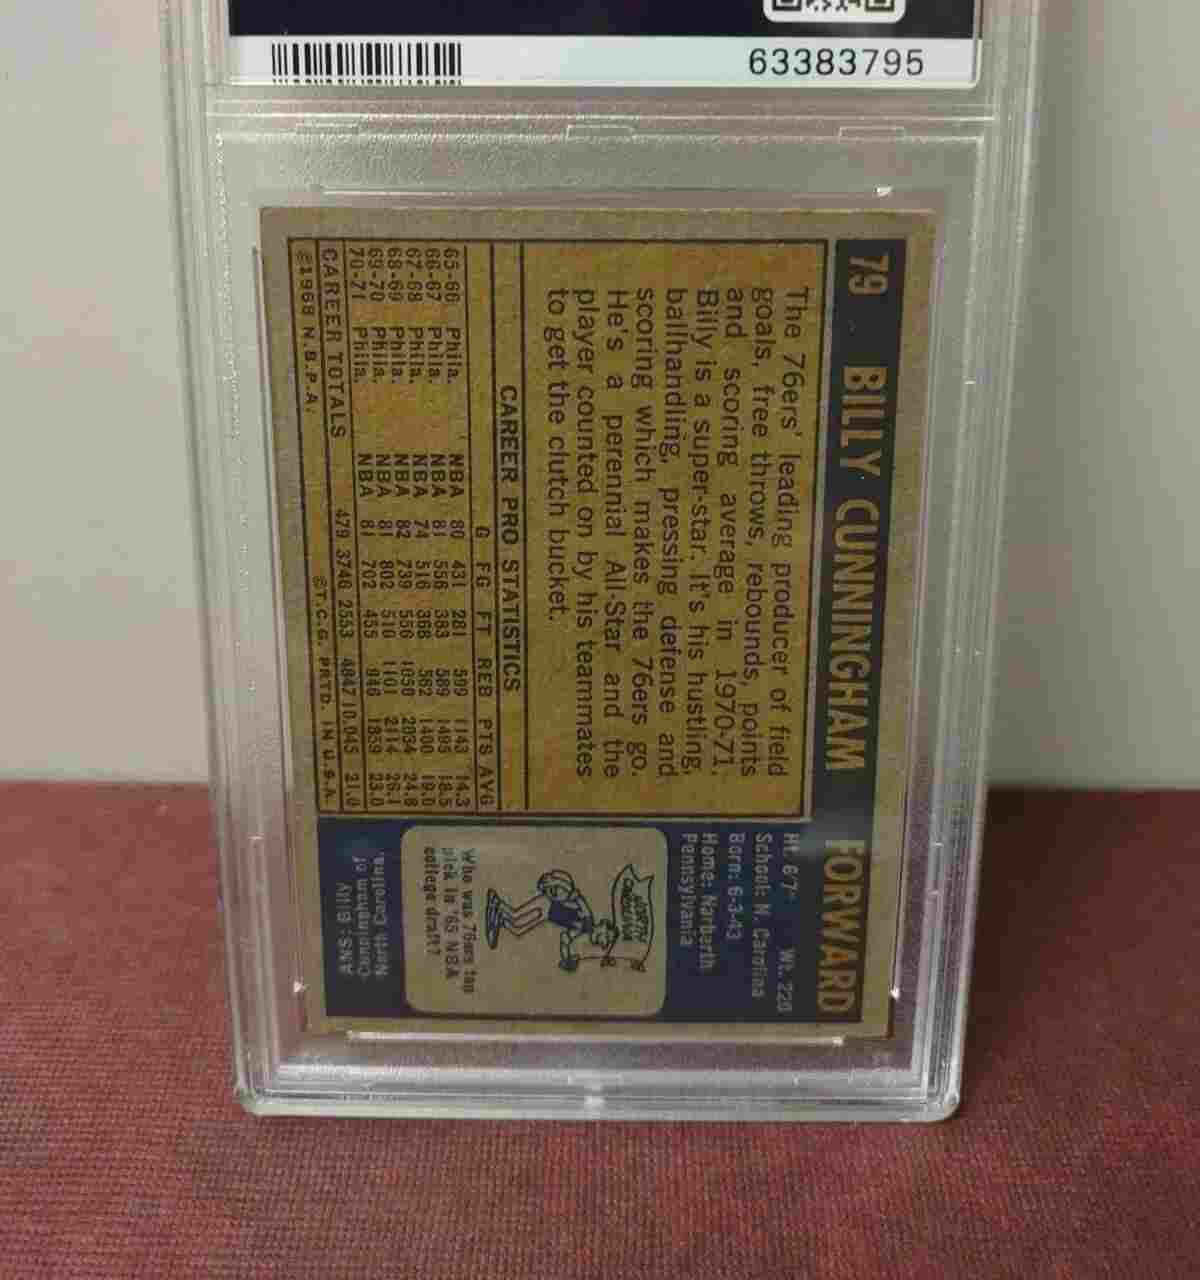 63383795
79 BILLY CUNNINGHAM FORWARD
The 76ers' leading producer of field
goals, free throws, rebounds, points
and scoring average in 1970-71.
Billy is a super-star. It's his hustling,
ballhandling, pressing defense and
scoring which makes the 76ers go.
He's a perennial All-Star and the
player counted on by his teammates
to get the clutch bucket.
CAREER PRO STATISTICS
G FG FT REB PTS AVG
65-66 Phila. NBA 80 431 281 599 1143 14.3
66-67 Phila. NBA 81 556 383 589 1495 18.5
67-68 Phila. NBA 74 516 368 562 1400 19.0
68-69 Phila. NBA 82 739 556 1050 2034 24.8
69-70 Phila. NBA 81 802 510 1101 2114 26.1
70-71 Phila. NBA 81 702 455 946 1859 23.0
CAREER TOTALS 479 3746 2553 4847 10,045 21.0
©1968 N.B.P.A. ©T.C.G. PRTD. IN U.S.A.
Ht. 6'7" Wt. 220
School: N. Carolina
Born: 6-3-43
Home: Narberth
Pennsylvania
NORTH
CAROLINA
Who was 76ers top
pick in '65 NBA
college draft?
ANS: Billy
Cunningham of
North Carolina.